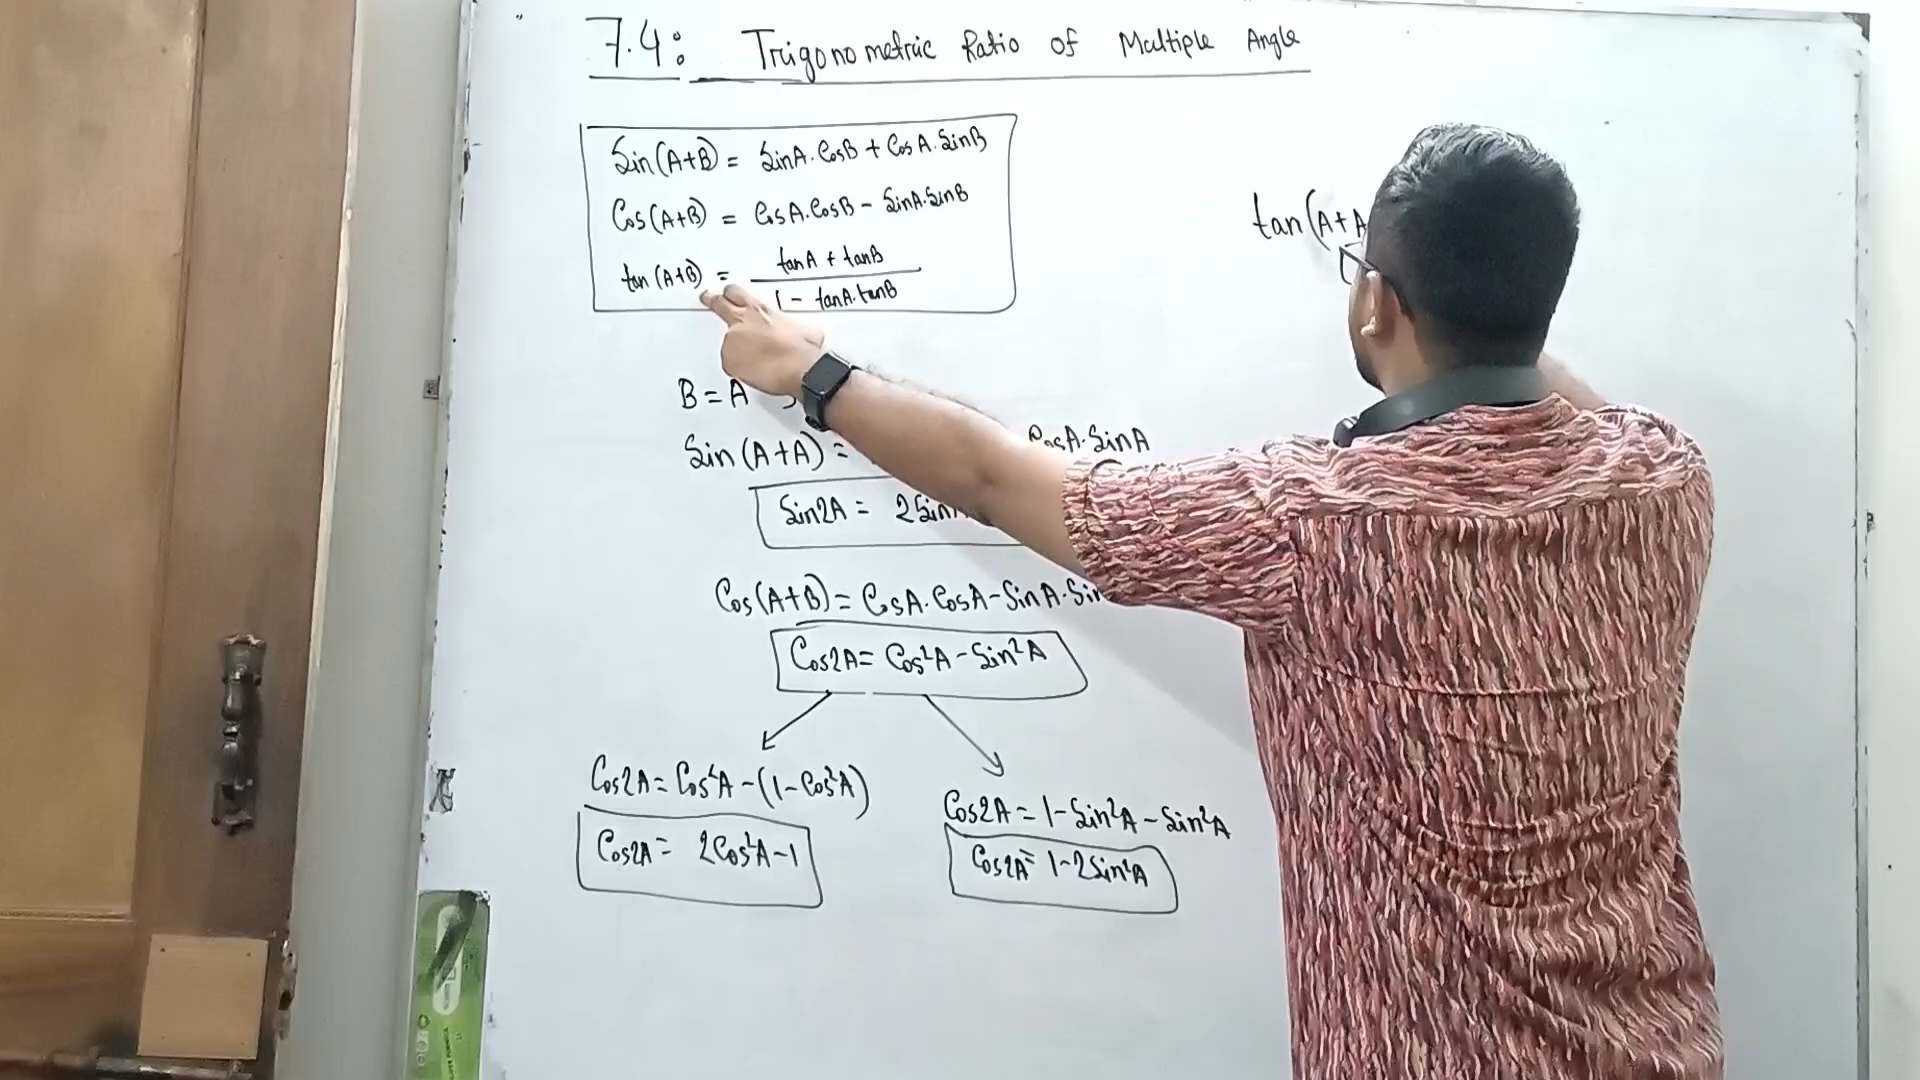 7.4: Trigonometric Ratio of Multiple Angle
Sin(A+B) = SinA.CosB + CosA.SinB
Cos(A+B) = CosA.CosB - SinA.SinB
tan(A+B) = tanA + tanB
1 - tanA.tanB
tan(A+A
B=A
Sin(A+A) = CosA.SinA
Sin2A = 2Sin
Cos(A+B) = CosA.CosA-SinA.Sin
Cos2A = Cos²A - Sin²A
Cos2A = Cos²A - (1-Cos²A)
Cos2A = 2Cos²A-1
Cos2A = 1-Sin²A-Sin²A
Cos2A = 1-2Sin²A